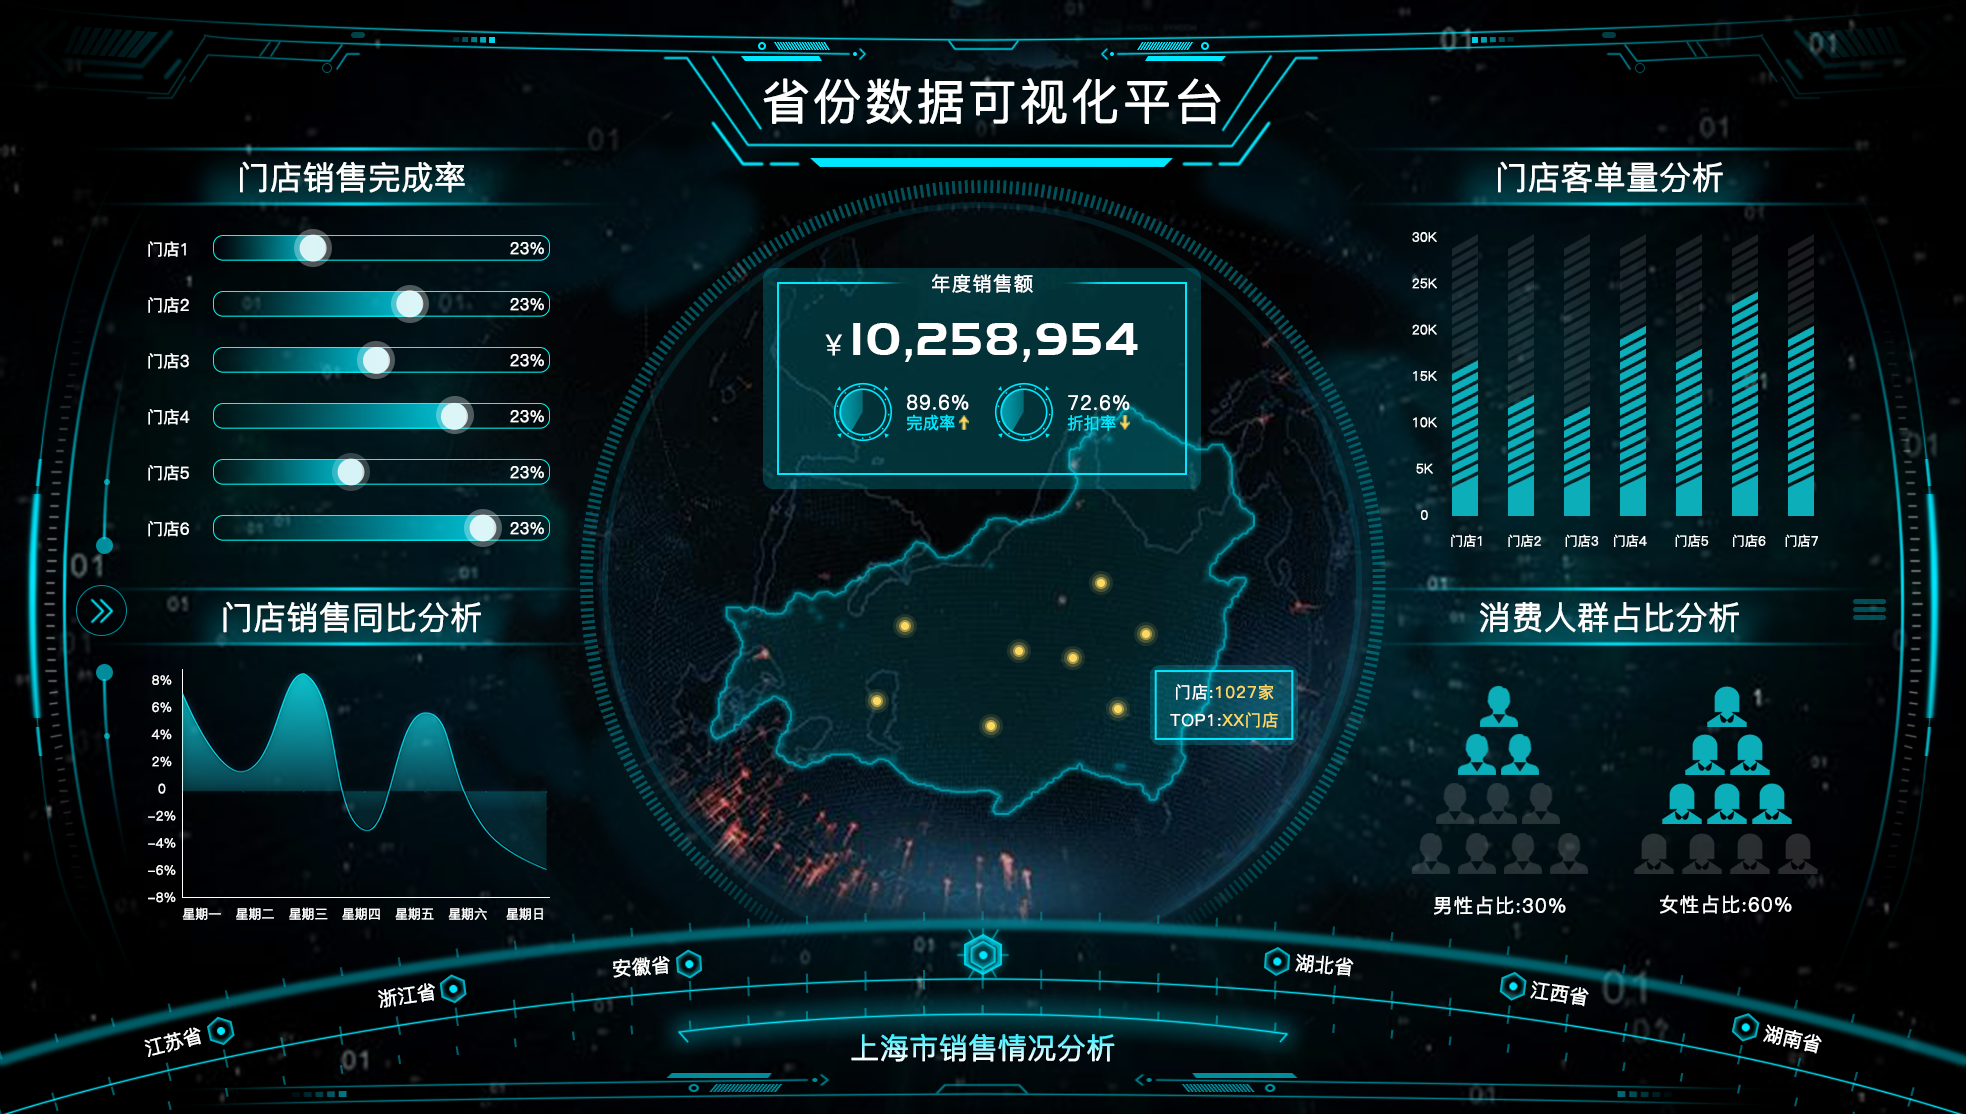 省份数据可视化平台
门店销售完成率
门店1 23%
门店2 23%
门店3 23%
门店4 23%
门店5 23%
门店6 23%
门店销售同比分析
8%
6%
4%
2%
0
-2%
-4%
-6%
-8%
星期一 星期二 星期三 星期四 星期五 星期六 星期日
年度销售额
¥10,258,954
89.6%
完成率
72.6%
折扣率
门店:1027家
TOP1:XX门店
门店客单量分析
30K
25K
20K
15K
10K
5K
0
门店1 门店2 门店3 门店4 门店5 门店6 门店7
消费人群占比分析
男性占比:30%
女性占比:60%
江苏省
浙江省
安徽省
湖北省
江西省
湖南省
上海市销售情况分析